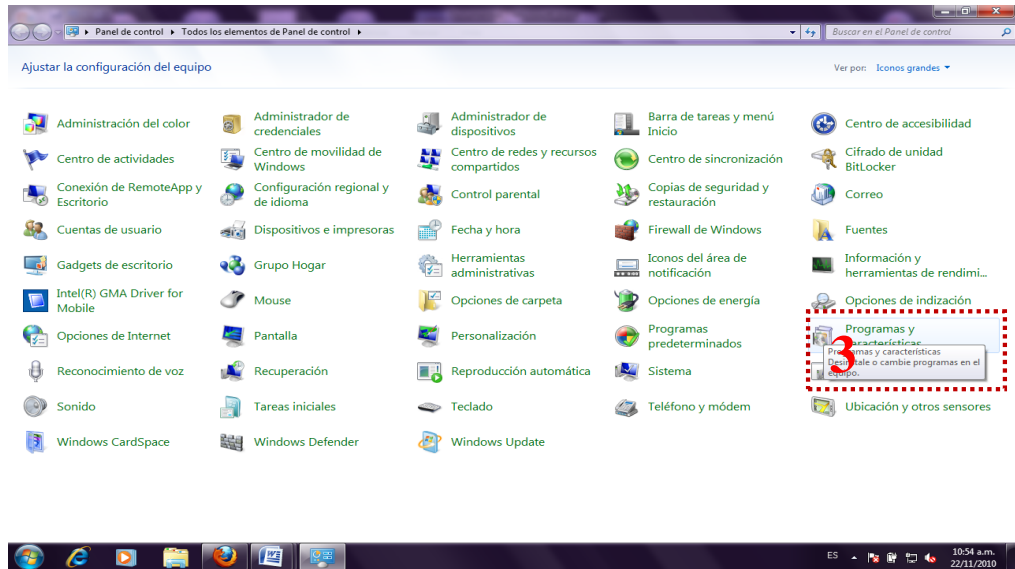 Panel de control
Todos los elementos de Panel de control
Buscar en el Panel de control
Ajustar la configuración del equipo
Ver por:
Iconos grandes
Administración del color
Administrador de
credenciales
Administrador de
dispositivos
Barra de tareas y menú
Inicio
Centro de accesibilidad
Centro de actividades
Centro de movilidad de
Windows
Centro de redes y recursos
compartidos
Centro de sincronización
Cifrado de unidad
BitLocker
Conexión de RemoteApp y
Escritorio
Configuración regional y
de idioma
Control parental
Copias de seguridad y
restauración
Correo
Cuentas de usuario
Dispositivos e impresoras
Fecha y hora
Firewall de Windows
Fuentes
Gadgets de escritorio
Grupo Hogar
Herramientas
administrativas
Iconos del área de
notificación
Información y
herramientas de rendimi...
Intel(R) GMA Driver for
Mobile
Mouse
Opciones de carpeta
Opciones de energía
Opciones de indización
Opciones de Internet
Pantalla
Personalización
Programas
predeterminados
Programas y
características
3
Programas y características
Desinstale o cambie programas en el
equipo.
Reconocimiento de voz
Recuperación
Reproducción automática
Sistema
Sonido
Tareas iniciales
Teclado
Teléfono y módem
Ubicación y otros sensores
Windows CardSpace
Windows Defender
Windows Update
ES
10:54 a.m.
22/11/2010